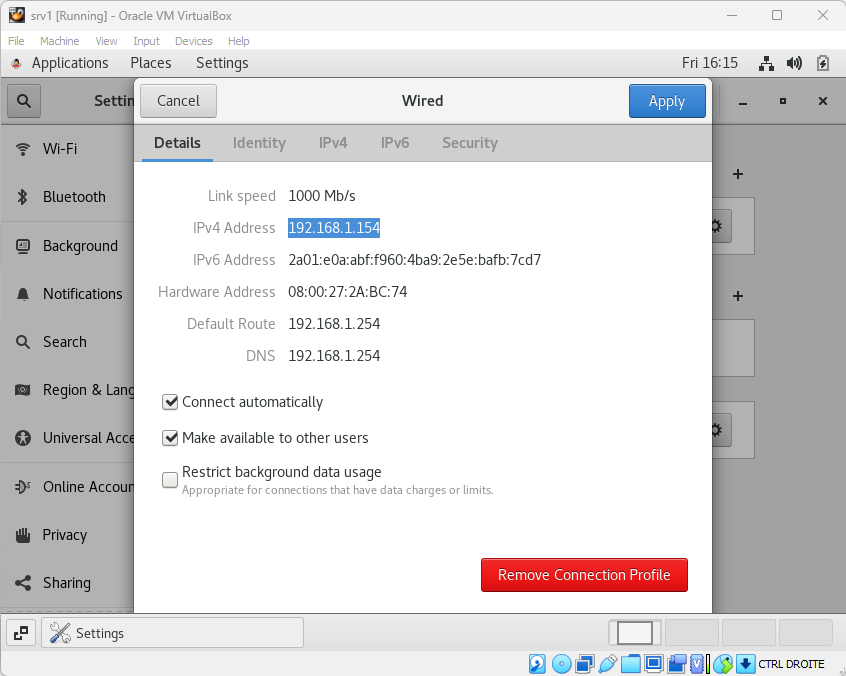 srv1 [Running] - Oracle VM VirtualBox
File Machine View Input Devices Help
Applications Places Settings Fri 16:15
Settin
Cancel Wired Apply
Details Identity IPv4 IPv6 Security
Wi-Fi
Bluetooth
Background
Notifications
Search
Region & Lang
Universal Acce
Online Accoun
Privacy
Sharing
Link speed 1000 Mb/s
IPv4 Address 192.168.1.154
IPv6 Address 2a01:e0a:abf:f960:4ba9:2e5e:bafb:7cd7
Hardware Address 08:00:27:2A:BC:74
Default Route 192.168.1.254
DNS 192.168.1.254
Connect automatically
Make available to other users
Restrict background data usage
Appropriate for connections that have data charges or limits.
Remove Connection Profile
Settings
CTRL DROITE